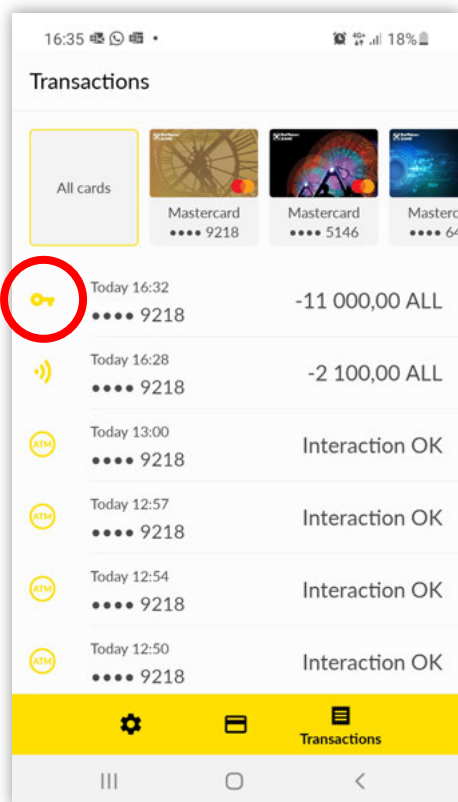 16:35
18%
Transactions
All cards
Mastercard
•••• 9218
Mastercard
•••• 5146
Masterc
•••• 64
Today 16:32
•••• 9218
-11 000,00 ALL
Today 16:28
•••• 9218
-2 100,00 ALL
ATM
Today 13:00
•••• 9218
Interaction OK
ATM
Today 12:57
•••• 9218
Interaction OK
ATM
Today 12:54
•••• 9218
Interaction OK
ATM
Today 12:50
•••• 9218
Interaction OK
Transactions